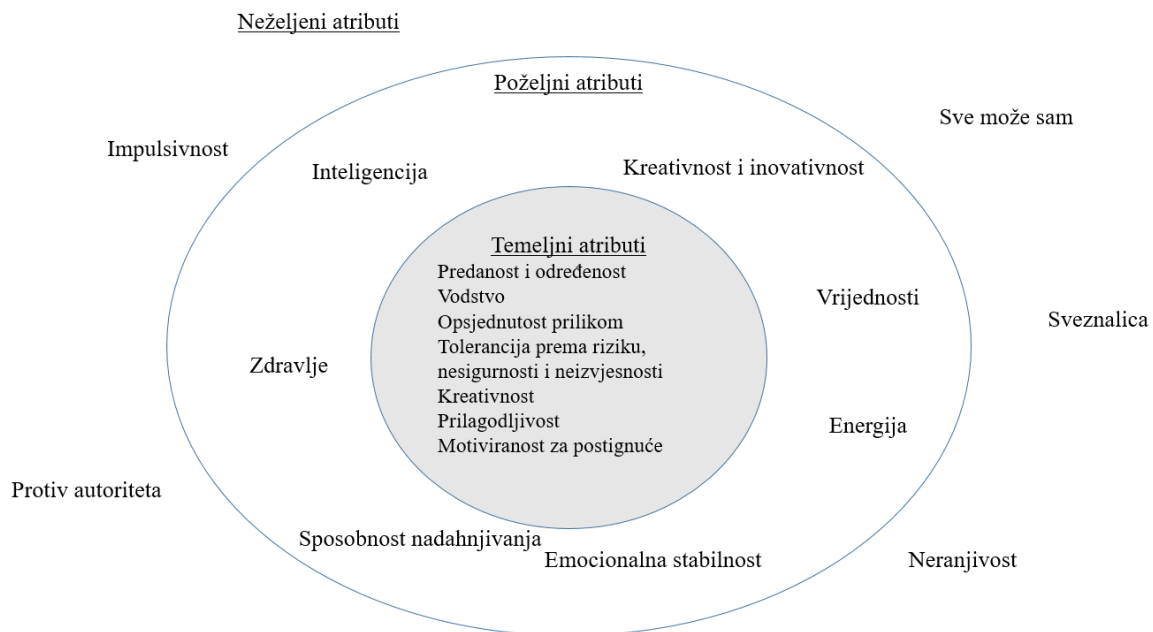 Neželjeni atributi
Poželjni atributi
Sve može sam
Impulsivnost
Inteligencija
Kreativnost i inovativnost
Temeljni atributi
Predanost i određenost
Vodstvo
Opsjednutost prilikom
Tolerancija prema riziku,
nesigurnosti i neizvjesnosti
Kreativnost
Prilagodljivost
Motiviranost za postignuće
Vrijednosti
Sveznalica
Zdravlje
Energija
Protiv autoriteta
Sposobnost nadahnjivanja
Emocionalna stabilnost
Neranjivost